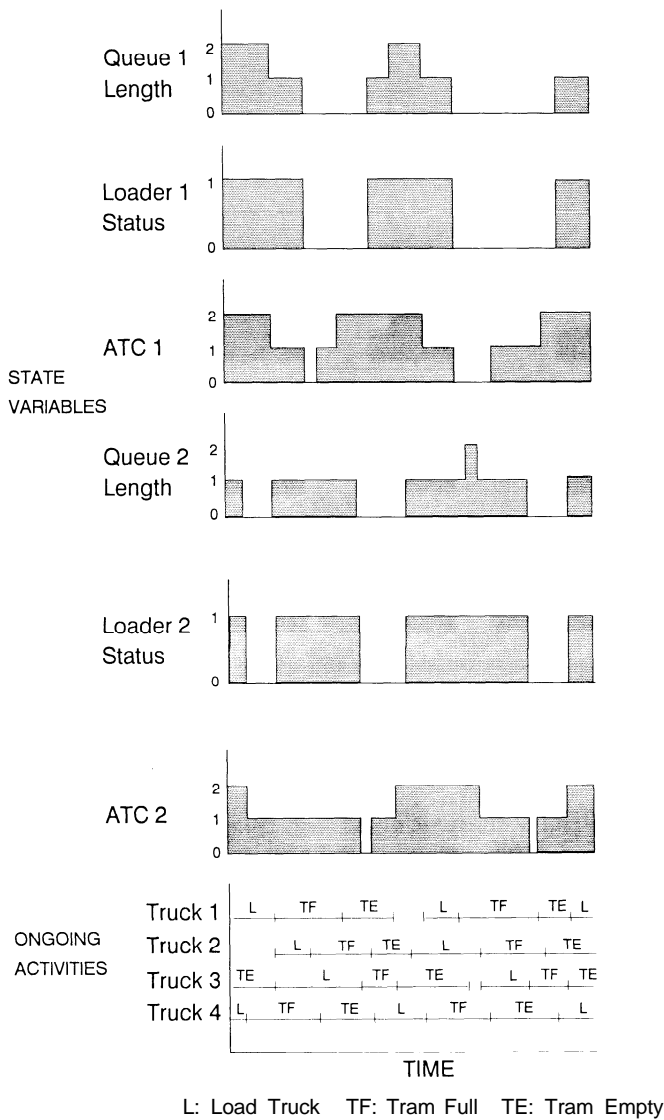 Queue 1
Length
2
1
0
Loader 1
Status
1
0
STATE
VARIABLES
ATC 1
2
1
0
Queue 2
Length
2
1
0
Loader 2
Status
1
0
ATC 2
2
1
0
ONGOING
ACTIVITIES
Truck 1 L TF TE L TF TE L
Truck 2 L TF TE L TF TE
Truck 3 TE L TF TE L TF TE
Truck 4 L TF TE L TF TE L
TIME
L: Load Truck TF: Tram Full TE: Tram Empty